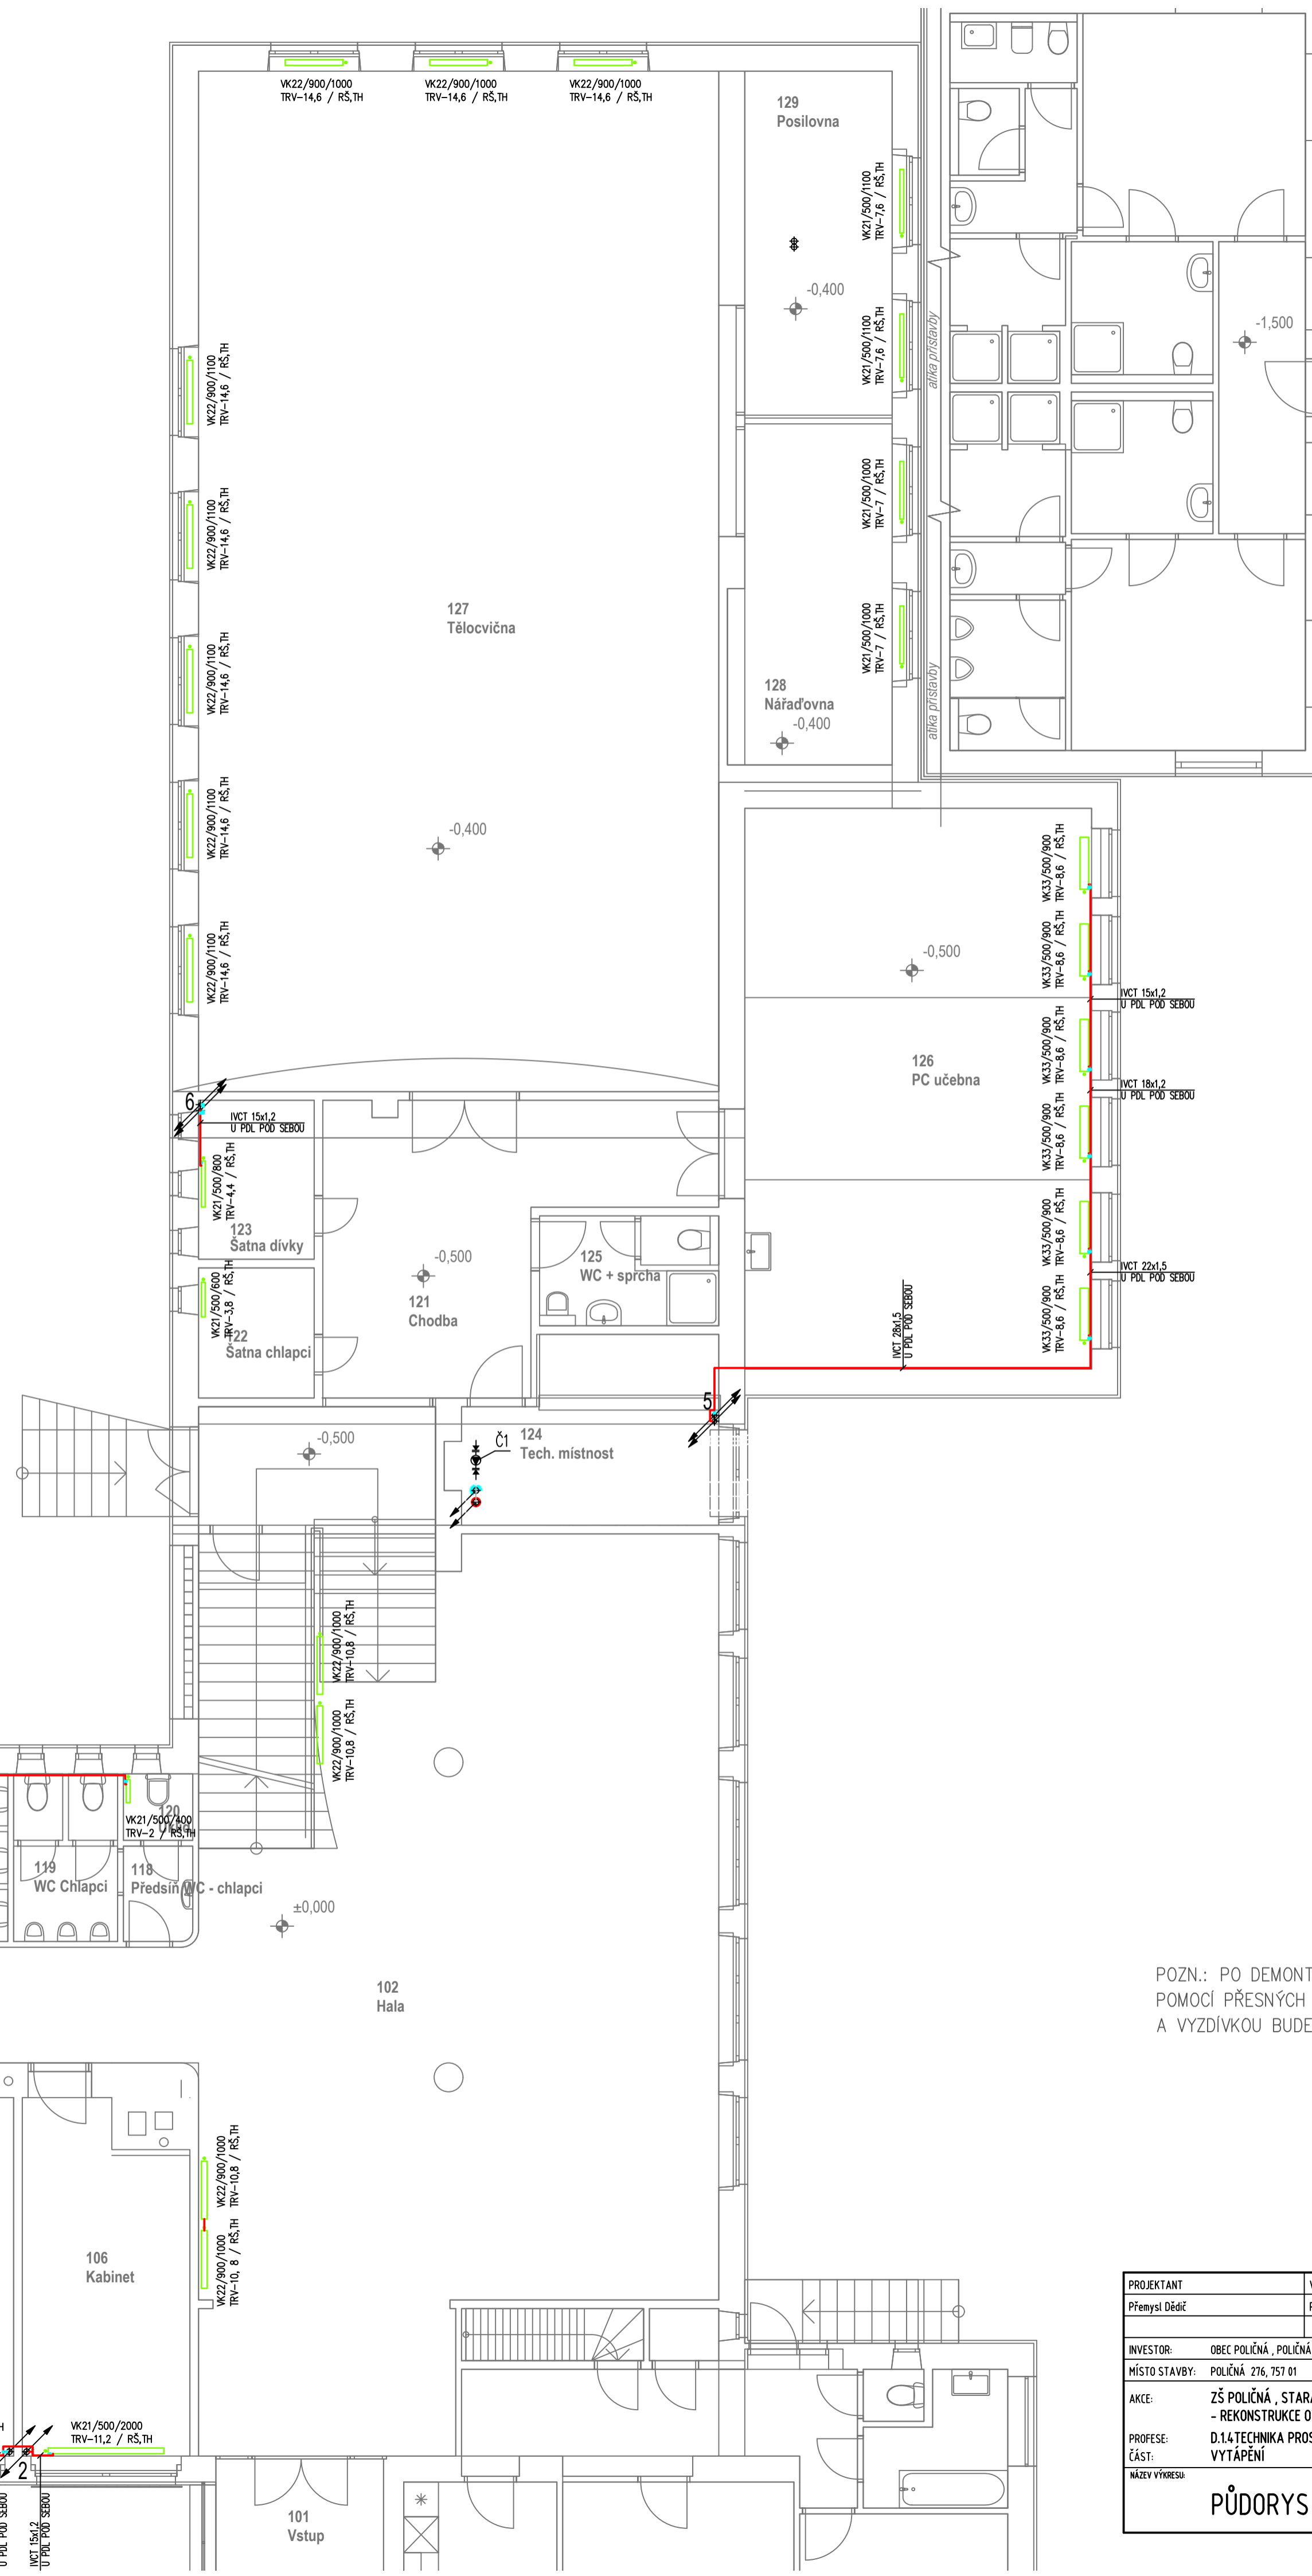 VK22/900/1000
TRV-14,6 / RŠ,TH
VK22/900/1000
TRV-14,6 / RŠ,TH
VK22/900/1000
TRV-14,6 / RŠ,TH
129
Posilovna
VK21/500/1100
TRV-7,6 / RŠ,TH
-0,400
VK21/500/1100
TRV-7,6 / RŠ,TH
atika přístavby
-1,500
VK22/900/1100
TRV-14,6 / RŠ,TH
VK21/500/1000
TRV-7 / RŠ,TH
VK22/900/1100
TRV-14,6 / RŠ,TH
127
Tělocvična
VK21/500/1000
TRV-7 / RŠ,TH
VK22/900/1100
TRV-14,6 / RŠ,TH
128
Nářaďovna
-0,400
atika přístavby
VK22/900/1100
TRV-14,6 / RŠ,TH
-0,400
VK33/500/900
TRV-8,6 / RŠ,TH
VK22/900/1100
TRV-14,6 / RŠ,TH
-0,500
VK33/500/900
TRV-8,6 / RŠ,TH
IVCT 15x1,2
U PDL POD SEBOU
126
PC učebna
VK33/500/900
TRV-8,6 / RŠ,TH
IVCT 18x1,2
U PDL POD SEBOU
6
IVCT 15x1,2
U PDL POD SEBOU
VK33/500/900
TRV-8,6 / RŠ,TH
VK21/500/800
TRV-4,4 / RŠ,TH
123
Šatna dívky
VK33/500/900
TRV-8,6 / RŠ,TH
-0,500
125
WC + sprcha
IVCT 22x1,5
U PDL POD SEBOU
VK21/500/600
TRV-3,8 / RŠ,TH
121
Chodba
IVCT 28x1,5
U PDL POD SEBOU
VK33/500/900
TRV-8,6 / RŠ,TH
122
Šatna chlapci
5
-0,500
Č1
124
Tech. místnost
VK22/900/1000
TRV-10,8 / RŠ,TH
VK22/900/1000
TRV-10,8 / RŠ,TH
120
VK21/500/400
TRV-2 / RŠ,TH
119
WC Chlapci
118
Předsíň WC - chlapci
±0,000
102
Hala
POZN.: PO DEMONT
POMOCÍ PŘESNÝCH
A VYZDÍVKOU BUDE
VK22/900/1000
TRV-10,8 / RŠ,TH
VK22/900/1000
TRV-10, 8 / RŠ,TH
106
Kabinet
PROJEKTANT
Přemysl Dědič
INVESTOR: OBEC POLIČNÁ , POLIČNÁ
MÍSTO STAVBY: POLIČNÁ 276, 757 01
AKCE: ZŠ POLIČNÁ , STARÁ
- REKONSTRUKCE O
PROFESE: D.1.4TECHNIKA PROS
ČÁST: VYTÁPĚNÍ
NÁZEV VÝKRESU:
PŮDORYS
VK21/500/2000
TRV-11,2 / RŠ,TH
2
U PDL POD SEBOU
IVCT 15x1,2
U PDL POD SEBOU
101
Vstup